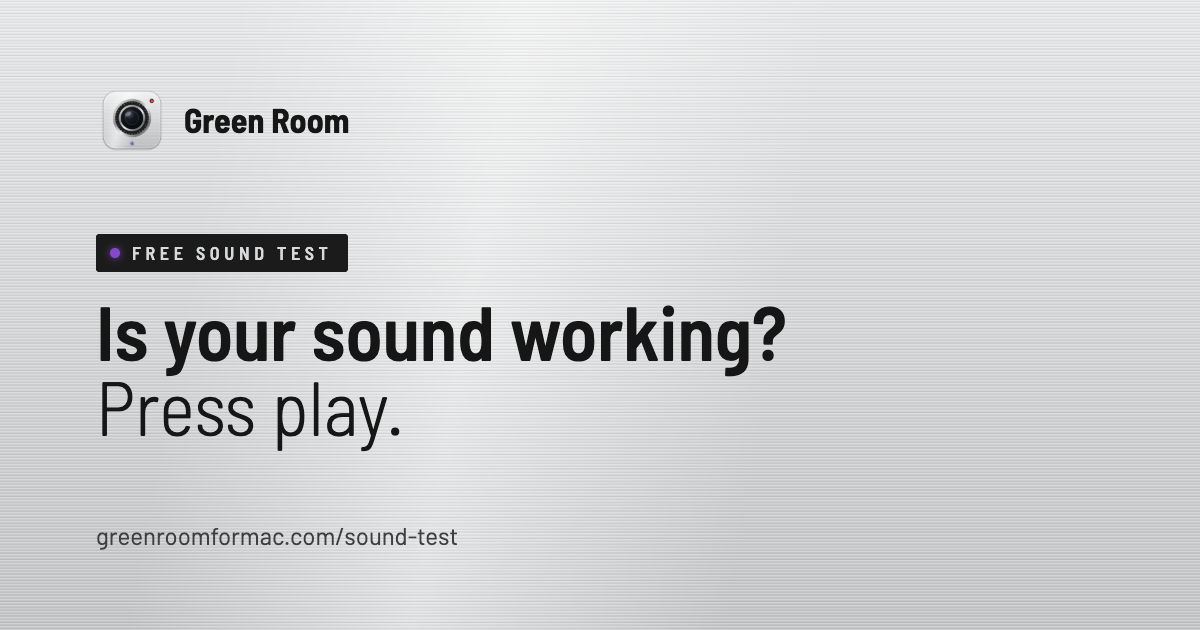 Green Room
FREE SOUND TEST
Is your sound working?
Press play.
greenroomformac.com/sound-test